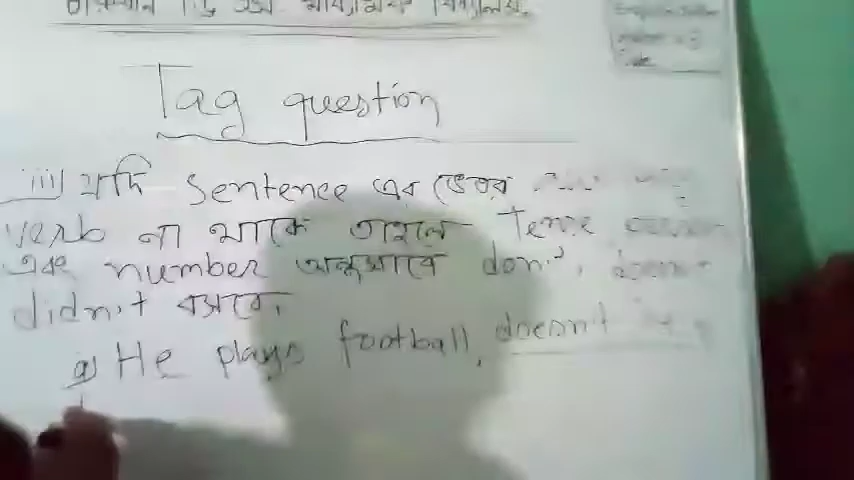 Tag question
iii) যদি sentence এর ভেতর
verb না থাকে তাহলে Tense
এবং number অনুসারে don't,
didn't বসবে।
a) He plays football, doesn't he?